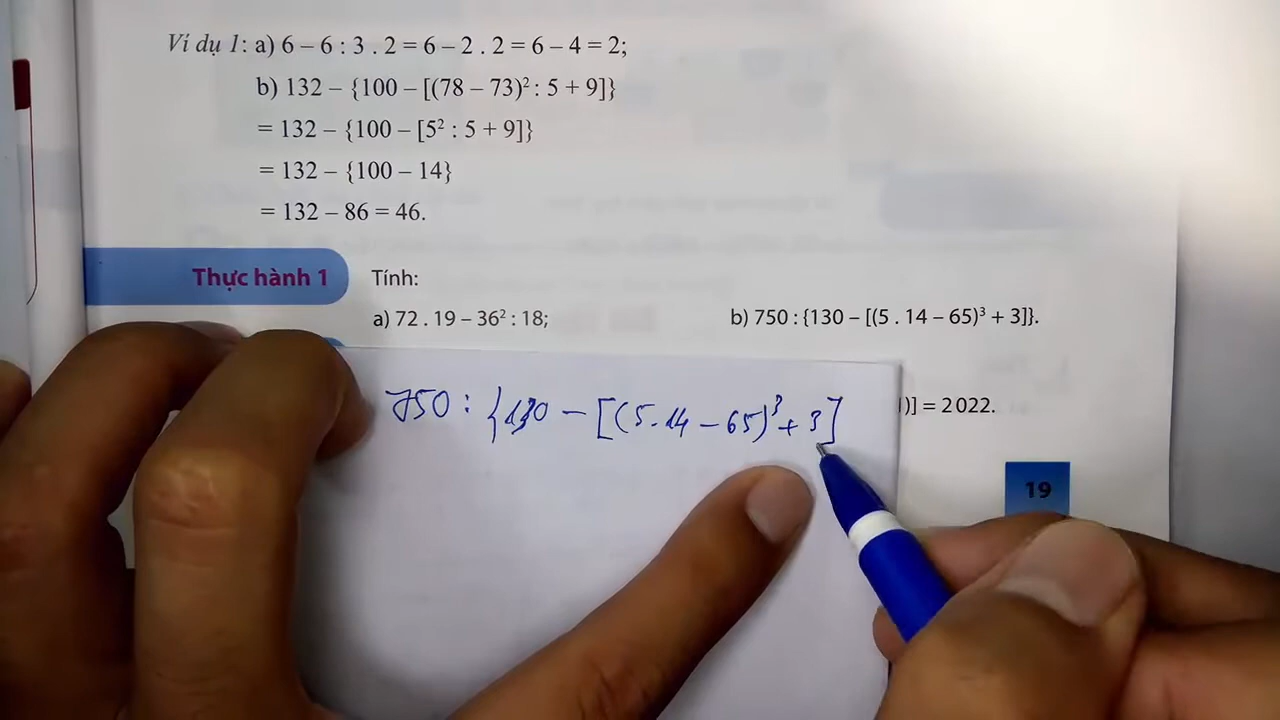 Ví dụ 1: a) 6 – 6 : 3 . 2 = 6 – 2 . 2 = 6 – 4 = 2;
b) 132 – {100 – [(78 – 73)² : 5 + 9]}
= 132 – {100 – [5² : 5 + 9]}
= 132 – {100 – 14}
= 132 – 86 = 46.
Thực hành 1 Tính:
a) 72 . 19 – 36² : 18; b) 750 : {130 – [(5 . 14 – 65)³ + 3]}.
750 : {130 – [(5.14 – 65)³ + 3]
)] = 2022.
19